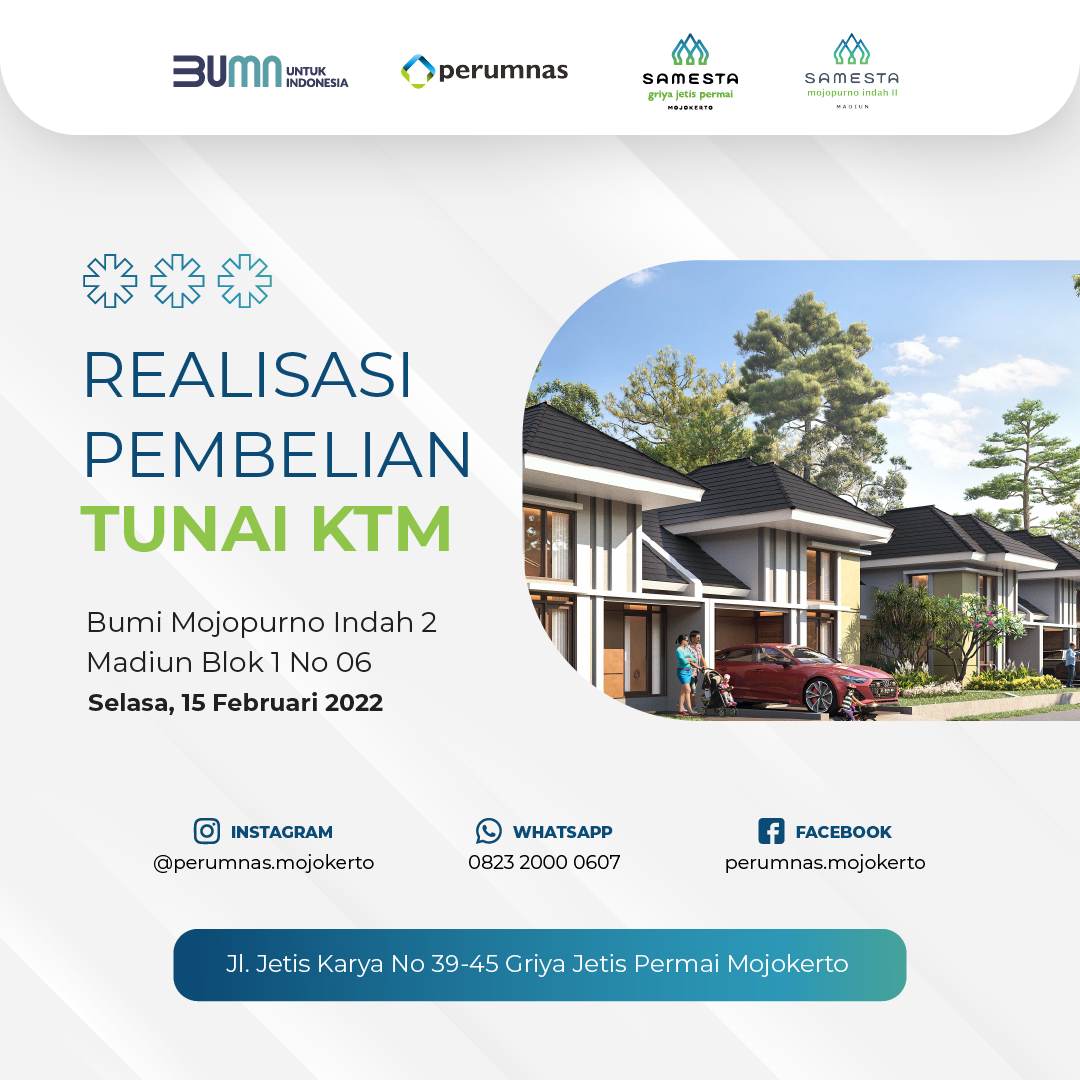 BUMN UNTUK INDONESIA
perumnas
SAMESTA
griya jetis permai
MOJOKERTO
SAMESTA
mojopurno indah II
MADIUN
REALISASI
PEMBELIAN
TUNAI KTM
Bumi Mojopurno Indah 2
Madiun Blok 1 No 06
Selasa, 15 Februari 2022
INSTAGRAM
@perumnas.mojokerto
WHATSAPP
0823 2000 0607
FACEBOOK
perumnas.mojokerto
Jl. Jetis Karya No 39-45 Griya Jetis Permai Mojokerto